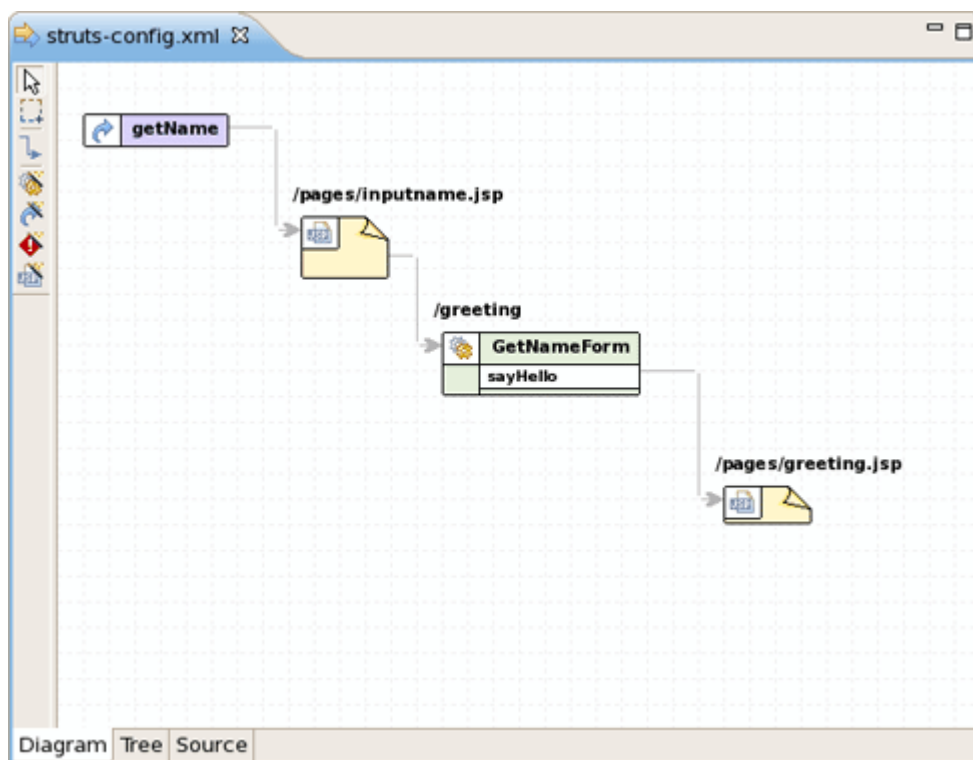 struts-config.xml
getName
/pages/inputname.jsp
/greeting
GetNameForm
sayHello
/pages/greeting.jsp
Diagram Tree Source